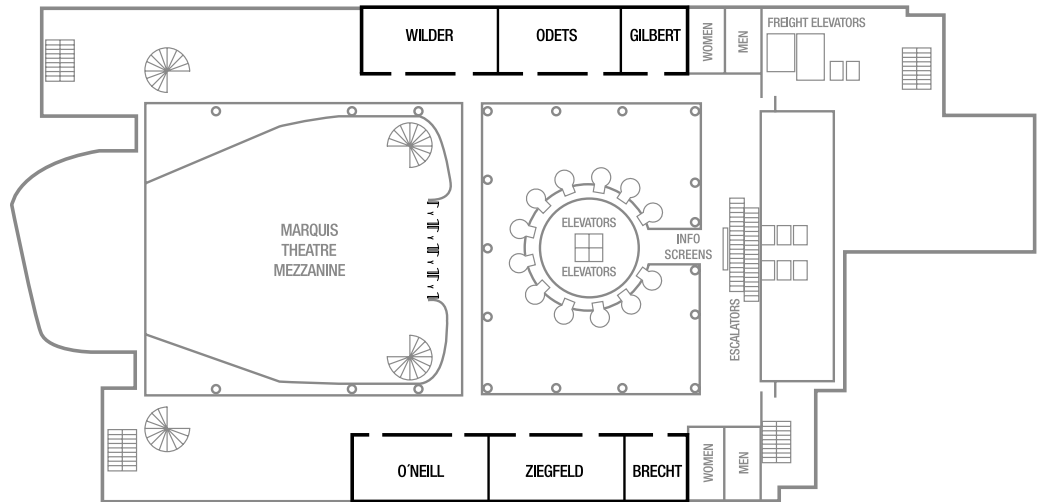 WILDER
ODETS
GILBERT
WOMEN
MEN
FREIGHT ELEVATORS
MARQUIS
THEATRE
MEZZANINE
ELEVATORS
ELEVATORS
INFO
SCREENS
ESCALATORS
O´NEILL
ZIEGFELD
BRECHT
WOMEN
MEN